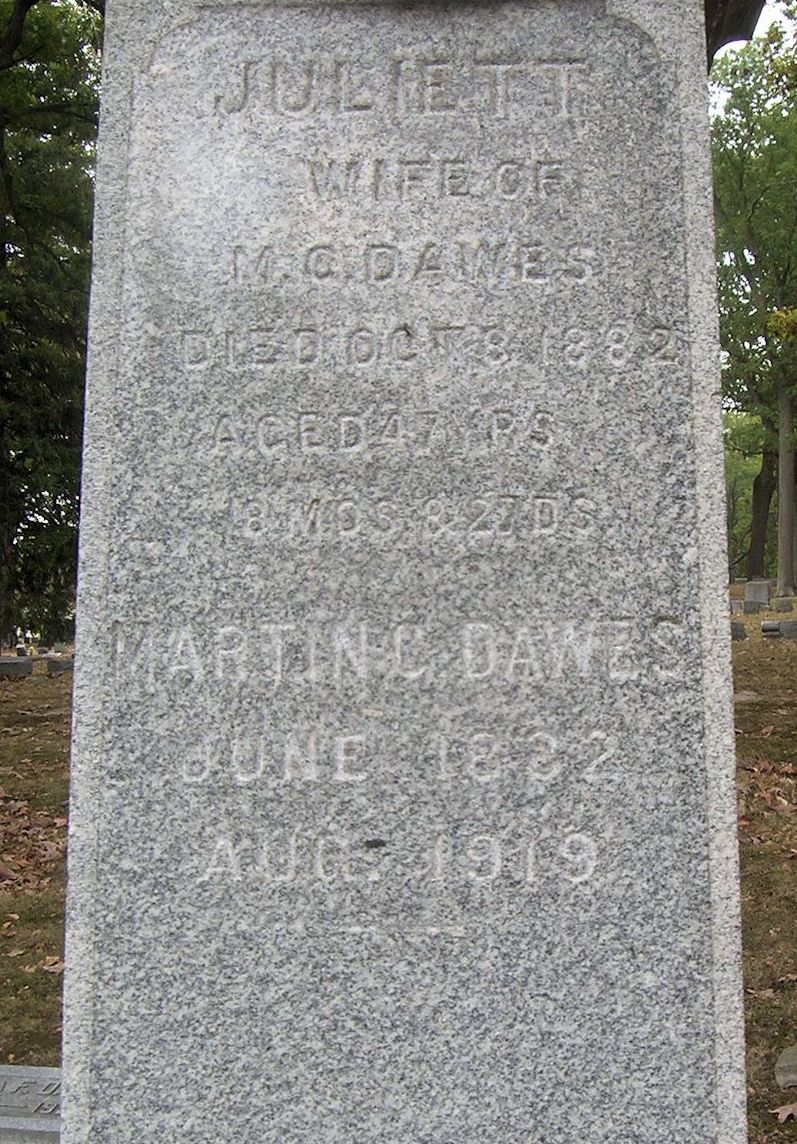 JULIETT
WIFE OF
M. C. DAWES
DIED OCT. 8, 1882
AGED 47 YRS.
8 MOS. & 27 DS.
MARTIN C. DAWES
JUNE 1832
AUG. 1919